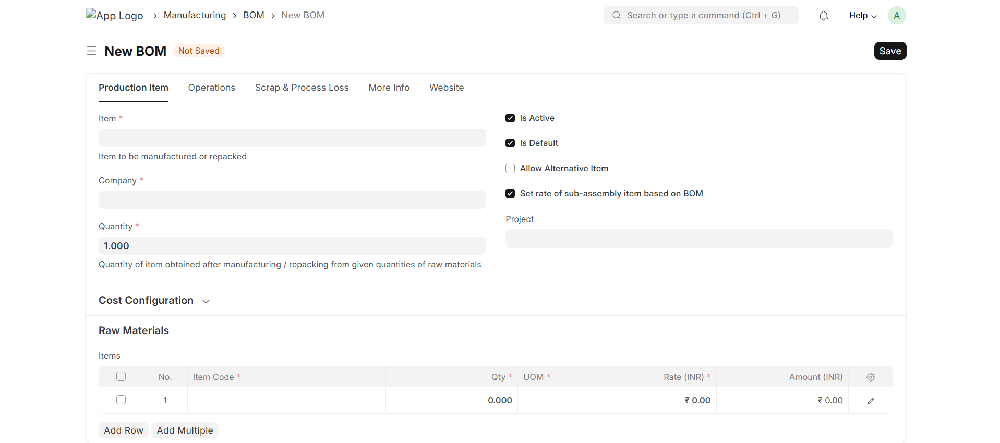 App Logo > Manufacturing > BOM > New BOM Search or type a command (Ctrl + G) Help A
New BOM Not Saved Save
Production Item Operations Scrap & Process Loss More Info Website
Item *
Item to be manufactured or repacked
Company *
Quantity *
1.000
Quantity of item obtained after manufacturing / repacking from given quantities of raw materials
Is Active
Is Default
Allow Alternative Item
Set rate of sub-assembly item based on BOM
Project
Cost Configuration
Raw Materials
Items
No. Item Code * Qty * UOM * Rate (INR) * Amount (INR)
1 0.000 ₹ 0.00 ₹ 0.00
Add Row Add Multiple